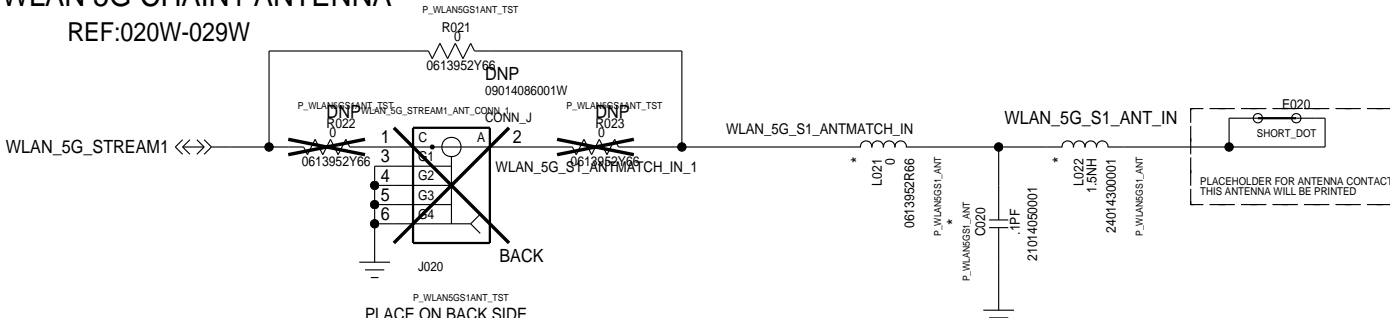 WLAN 5G CHAIN1 ANTENNA
REF:020W-029W
P_WLAN5GS1ANT_TST
R021
0
0613952Y66
DNP
09014086001W
P_WLAN5GS1ANT_TST
DNP
R022
0
0613952Y66
WLAN_5G_STREAM1_ANT_CONN_1
CONN_J
P_WLAN5GS1ANT_TST
DNP
R023
0
0613952Y66
WLAN_5G_STREAM1
1
C
A
2
3
G1
4
G2
5
G3
6
G4
WLAN_5G_S1_ANTMATCH_IN_1
BACK
J020
P_WLAN5GS1ANT_TST
PLACE ON BACK SIDE
WLAN_5G_S1_ANTMATCH_IN
*
L021
0
0613952R66
P_WLAN5GS1_ANT
WLAN_5G_S1_ANT_IN
*
P_WLAN5GS1_ANT
C020
.1PF
21014050001
*
L022
1.5NH
24014300001
P_WLAN5GS1_ANT
E020
SHORT_DOT
PLACEHOLDER FOR ANTENNA CONTACT
THIS ANTENNA WILL BE PRINTED